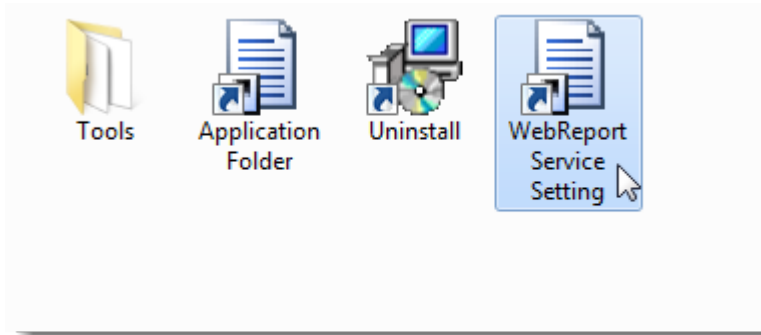 Tools
Application
Folder
Uninstall
WebReport
Service
Setting